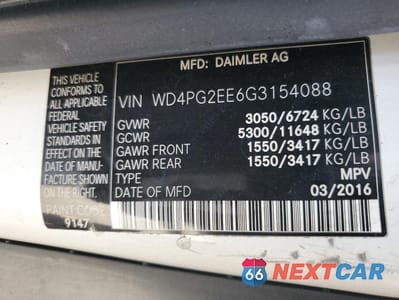 THIS VEHICLE
CONFORMS TO
ALL APPLICABLE
FEDERAL
VEHICLE SAFETY
STANDARDS IN
EFFECT ON THE
DATE OF MANU-
FACTURE SHOWN
ON THE RIGHT.
PAINT CODE
9147
MFD: DAIMLER AG
VIN WD4PG2EE6G3154088
GVWR 3050/6724 KG/LB
GCWR 5300/11648 KG/LB
GAWR FRONT 1550/3417 KG/LB
GAWR REAR 1550/3417 KG/LB
TYPE MPV
DATE OF MFD 03/2016
66 NEXTCAR